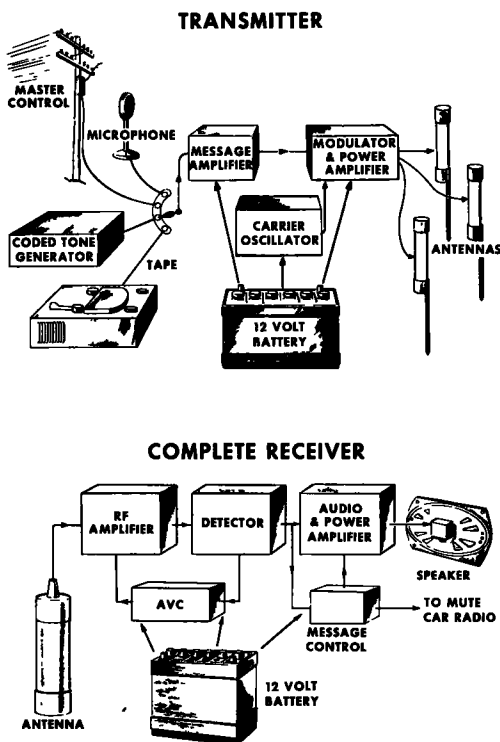 TRANSMITTER
MASTER
CONTROL
MICROPHONE
MESSAGE
AMPLIFIER
MODULATOR
& POWER
AMPLIFIER
CODED TONE
GENERATOR
CARRIER
OSCILLATOR
ANTENNAS
TAPE
12 VOLT
BATTERY
COMPLETE RECEIVER
RF
AMPLIFIER
DETECTOR
AUDIO
& POWER
AMPLIFIER
SPEAKER
AVC
MESSAGE
CONTROL
TO MUTE
CAR RADIO
12 VOLT
BATTERY
ANTENNA